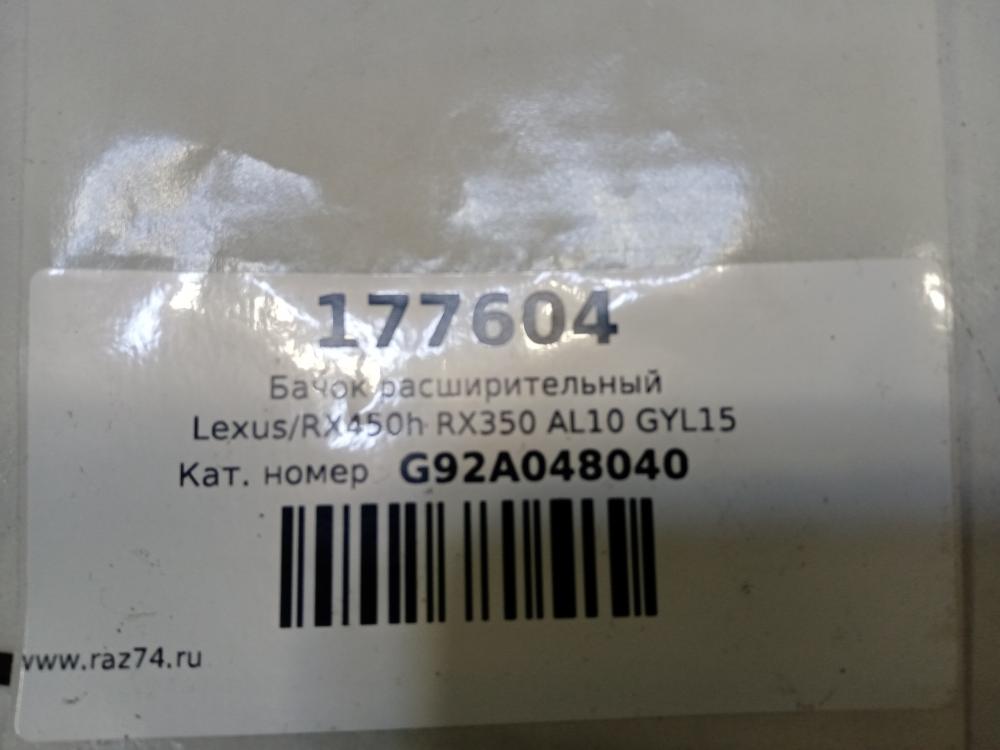 177604
Бачок расширительный
Lexus/RX450h RX350 AL10 GYL15
Кат. номер G92A048040
www.raz74.ru